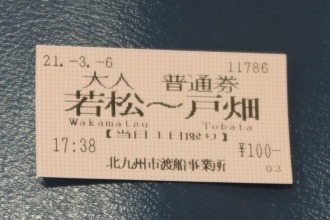 21.-3.-6 11786
大人 普通券
若松～戸畑
Wakamatsu Tobata
【当日1回限り】
17:38 ¥100-
北九州市渡船事業所
03